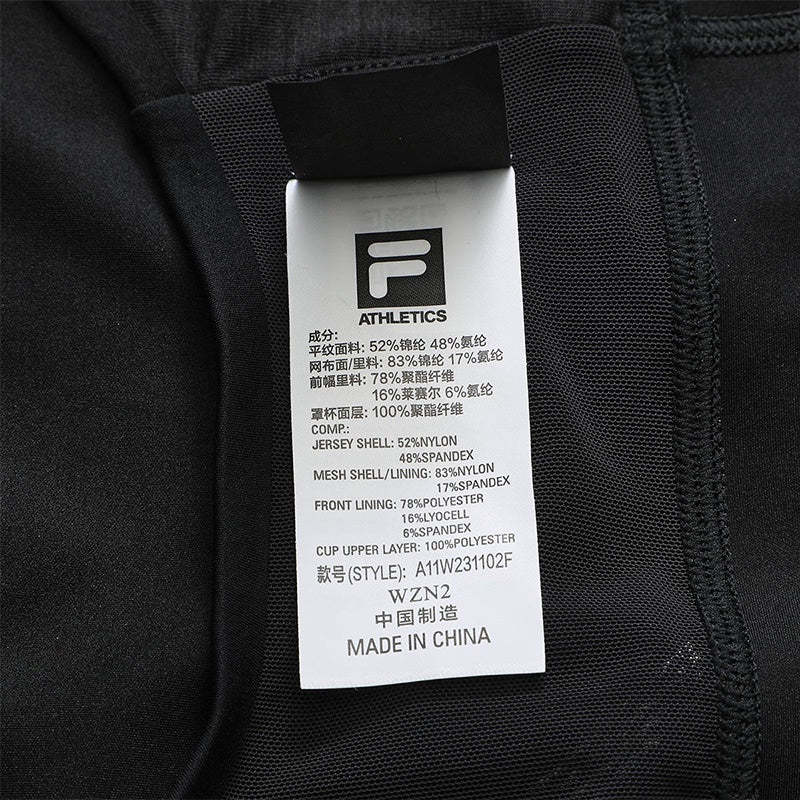 F
ATHLETICS
成分:
平纹面料: 52%锦纶 48%氨纶
网布面/里料: 83%锦纶 17%氨纶
前幅里料: 78%聚酯纤维
16%莱赛尔 6%氨纶
罩杯面层: 100%聚酯纤维
COMP.:
JERSEY SHELL: 52%NYLON
48%SPANDEX
MESH SHELL/LINING: 83%NYLON
17%SPANDEX
FRONT LINING: 78%POLYESTER
16%LYOCELL
6%SPANDEX
CUP UPPER LAYER: 100%POLYESTER
款号(STYLE): A11W231102F
WZN2
中国制造
MADE IN CHINA